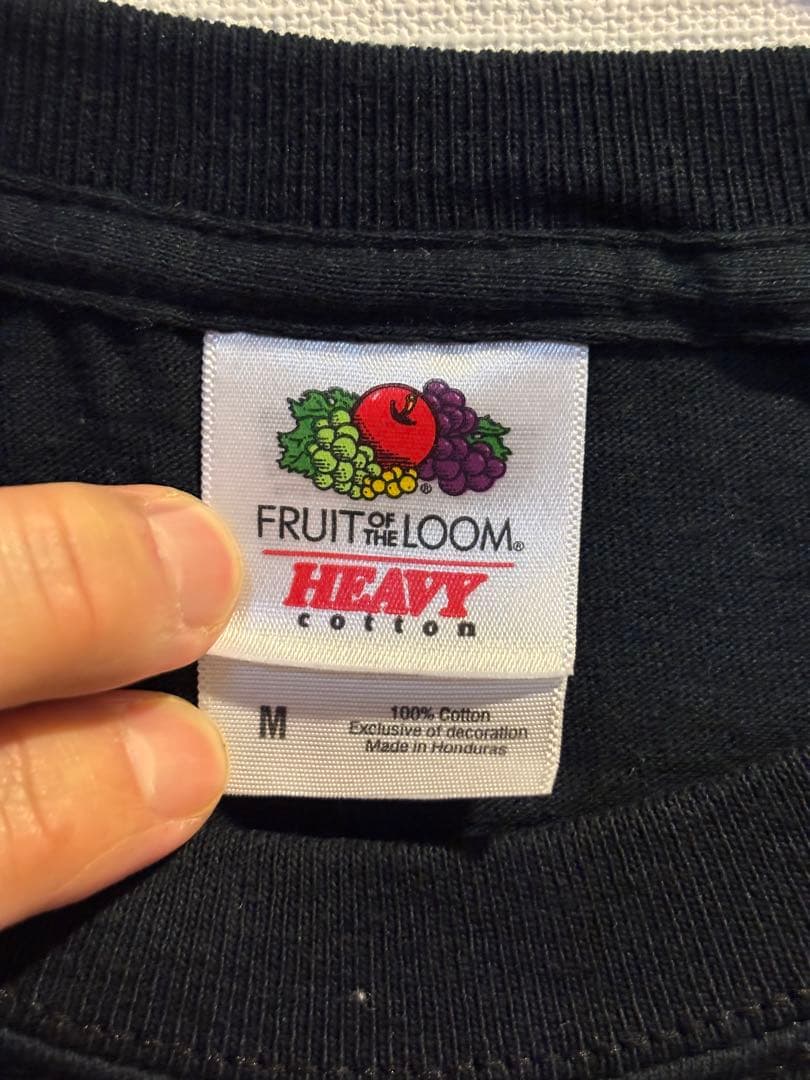 FRUIT OF THE LOOM®
HEAVY
cotton
M
100% Cotton
Exclusive of decoration
Made in Honduras